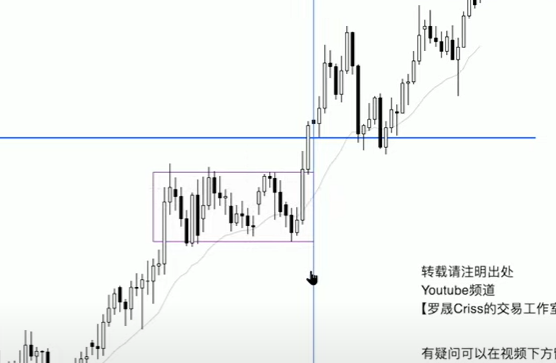 转载请注明出处
Youtube频道
【罗晟Criss的交易工作室
有疑问可以在视频下方